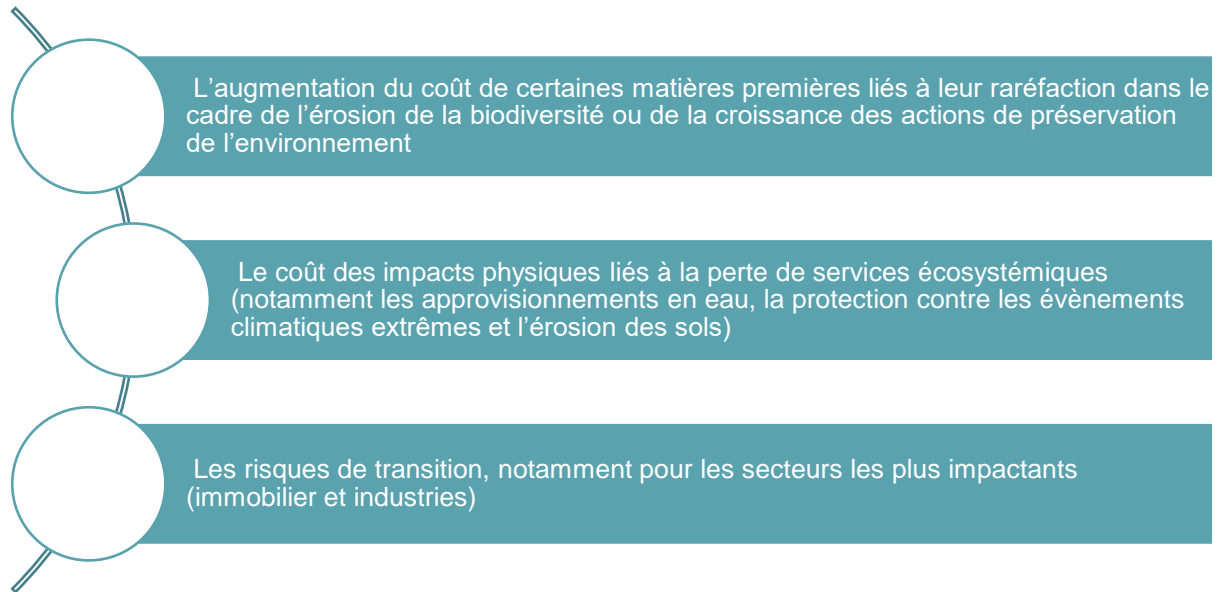 L’augmentation du coût de certaines matières premières liés à leur raréfaction dans le
cadre de l’érosion de la biodiversité ou de la croissance des actions de préservation
de l’environnement
Le coût des impacts physiques liés à la perte de services écosystémiques
(notamment les approvisionnements en eau, la protection contre les évènements
climatiques extrêmes et l’érosion des sols)
Les risques de transition, notamment pour les secteurs les plus impactants
(immobilier et industries)